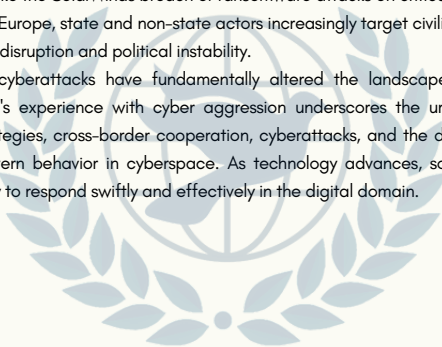 Europe, state and non-state actors increasingly target civili
disruption and political instability.
cyberattacks have fundamentally altered the landscape
's experience with cyber aggression underscores the ur
tegies, cross-border cooperation, cyberattacks, and the d
ern behavior in cyberspace. As technology advances, so
to respond swiftly and effectively in the digital domain.